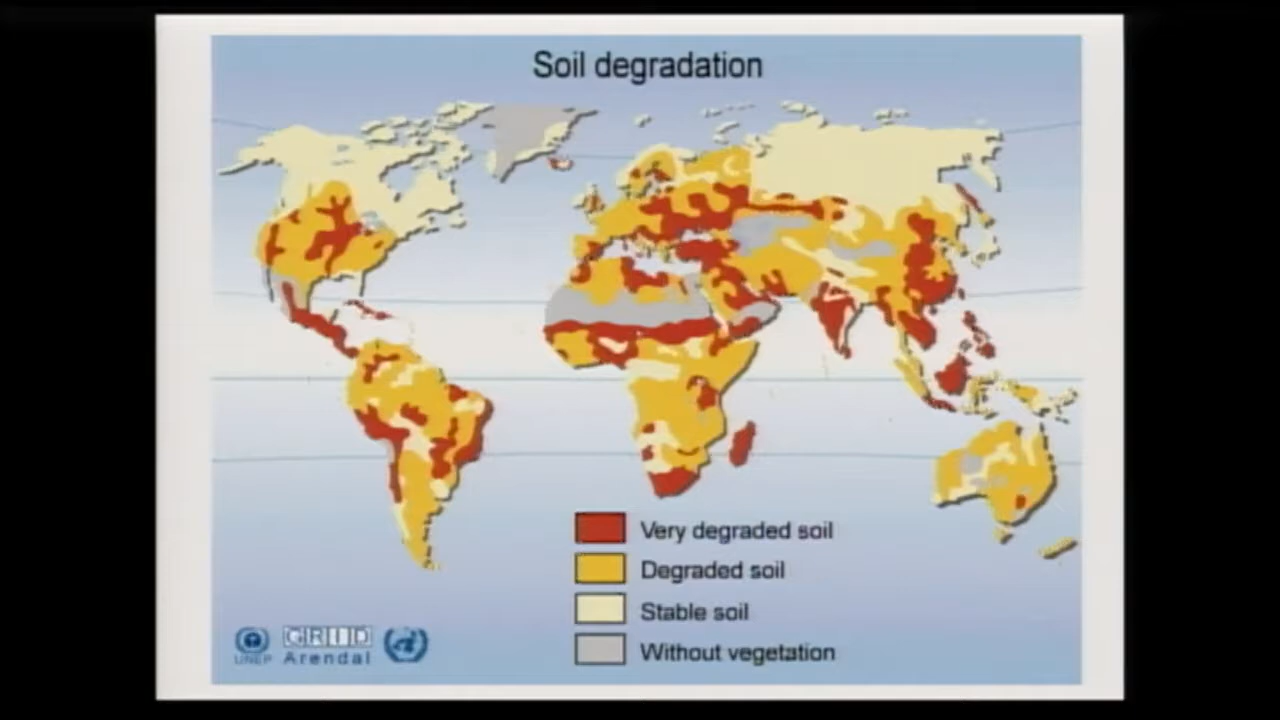 Soil degradation
Very degraded soil
Degraded soil
Stable soil
Without vegetation
UNEP
GRID
Arendal